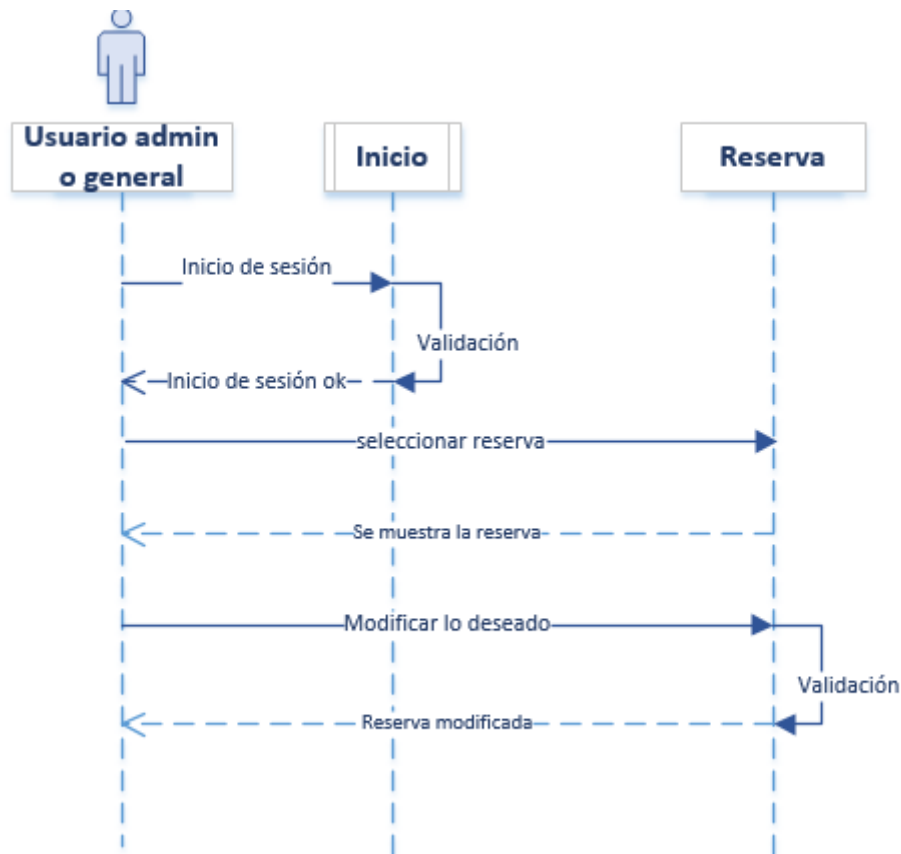 Usuario admin
o general
Inicio
Reserva
Inicio de sesión
Validación
Inicio de sesión ok
seleccionar reserva
Se muestra la reserva
Modificar lo deseado
Validación
Reserva modificada